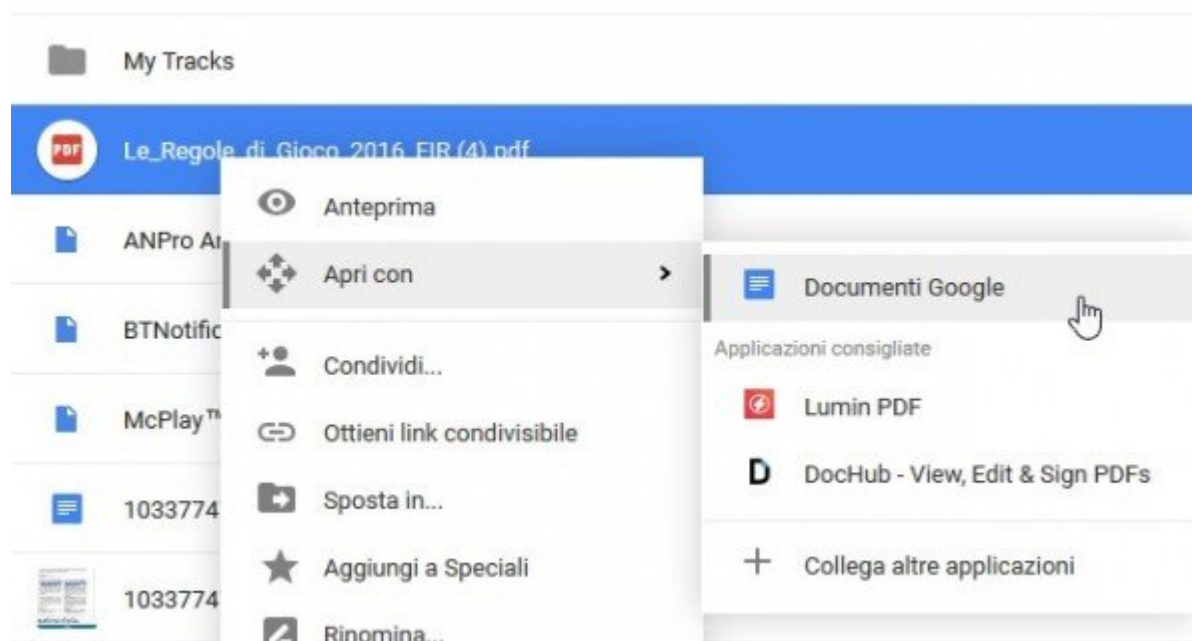 My Tracks
PDF
Le_Regole_di_Gioco_2016_FIR (4).pdf
Anteprima
ANPro
Apri con
Documenti Google
BTNotific
Applicazioni consigliate
Condividi...
McPlay™
Lumin PDF
Ottieni link condivisibile
DocHub - View, Edit & Sign PDFs
1033774
Sposta in...
Aggiungi a Speciali
Collega altre applicazioni
1033774
Rinomina...